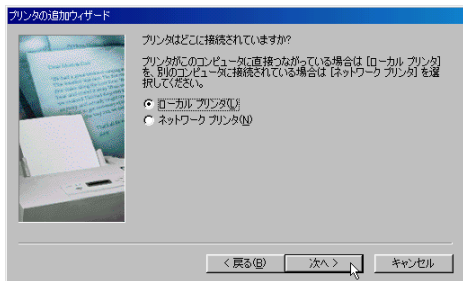 プリンタの追加ウィザード
プリンタはどこに接続されていますか?
プリンタがこのコンピュータに直接つながっている場合は [ローカル プリンタ]
を、別のコンピュータに接続されている場合は [ネットワーク プリンタ] を選
択してください。
ローカル プリンタ(L)
ネットワーク プリンタ(N)
< 戻る(B)
次へ >
キャンセル